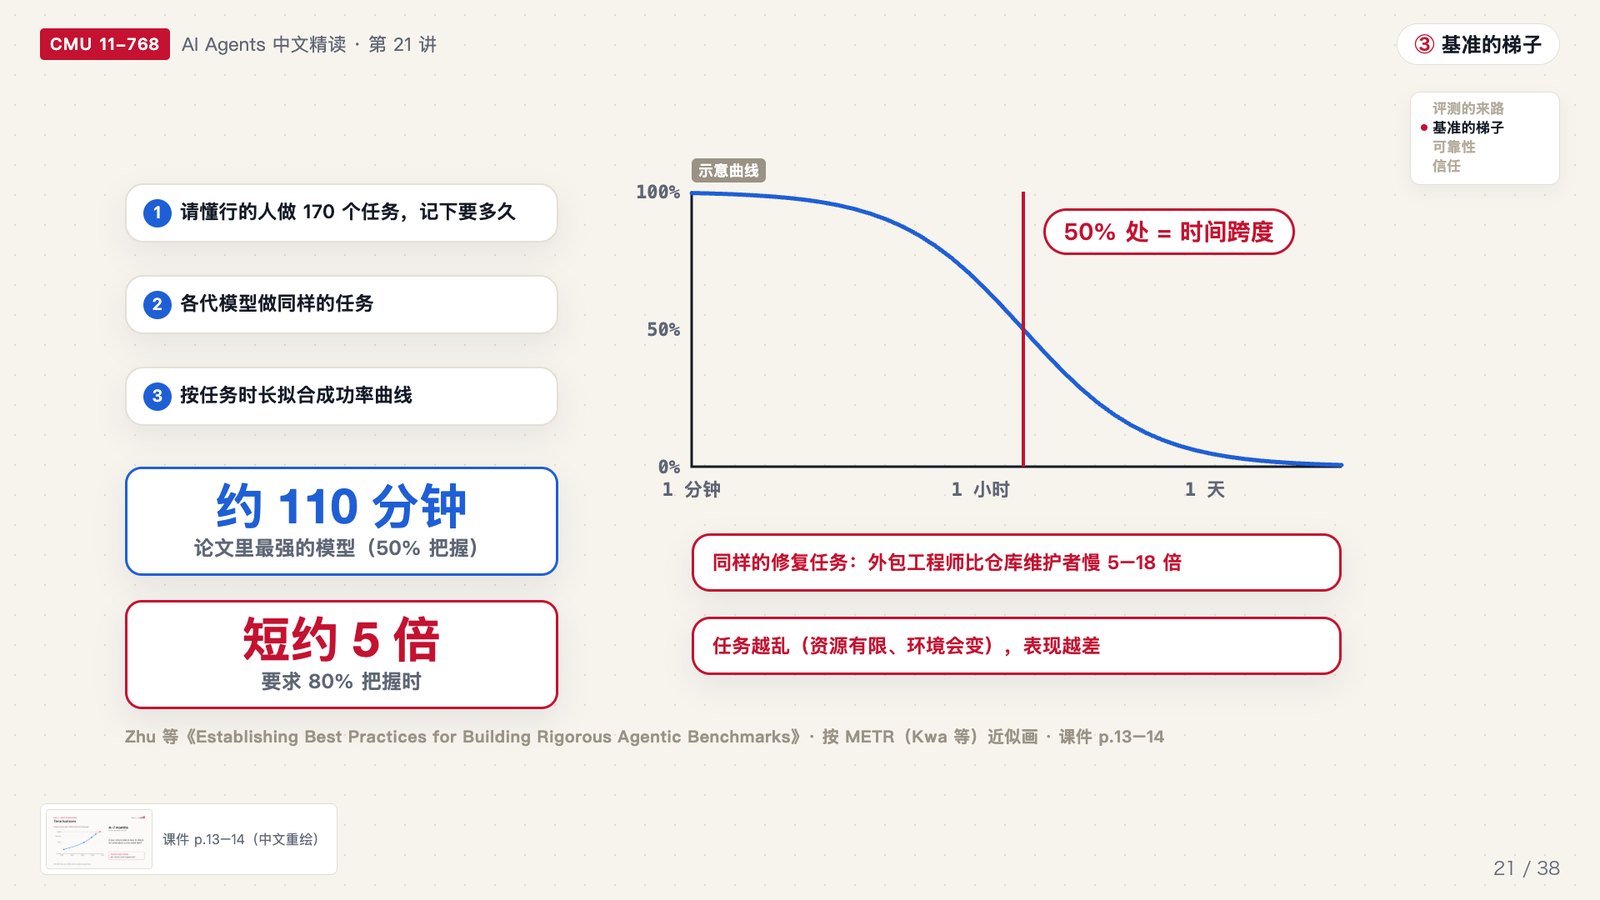 CMU 11-768 AI Agents 中文精读 · 第 21 讲
③ 基准的梯子
评测的来路
基准的梯子
可靠性
信任
1 请懂行的人做 170 个任务，记下要多久
2 各代模型做同样的任务
3 按任务时长拟合成功率曲线
约 110 分钟
论文里最强的模型（50% 把握）
短约 5 倍
要求 80% 把握时
示意曲线
100%
50%
0%
1 分钟
1 小时
1 天
50% 处 = 时间跨度
同样的修复任务：外包工程师比仓库维护者慢 5–18 倍
任务越乱（资源有限、环境会变），表现越差
Zhu 等《Establishing Best Practices for Building Rigorous Agentic Benchmarks》· 按 METR（Kwa 等）近似画 · 课件 p.13–14
课件 p.13–14（中文重绘）
21 / 38